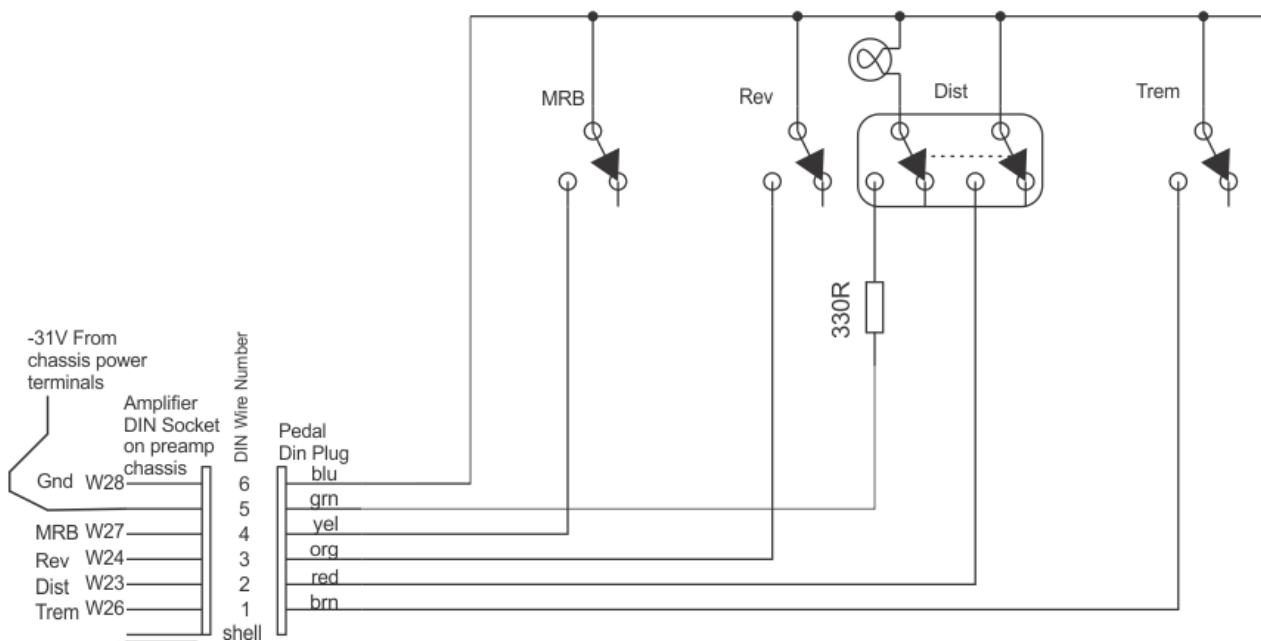 MRB
Rev
Dist
Trem
330R
-31V From
chassis power
terminals
Amplifier
DIN Socket
on preamp
chassis
DIN Wire Number
Pedal
Din Plug
Gnd W28 6 blu
5 grn
MRB W27 4 yel
Rev W24 3 org
Dist W23 2 red
Trem W26 1 brn
shell